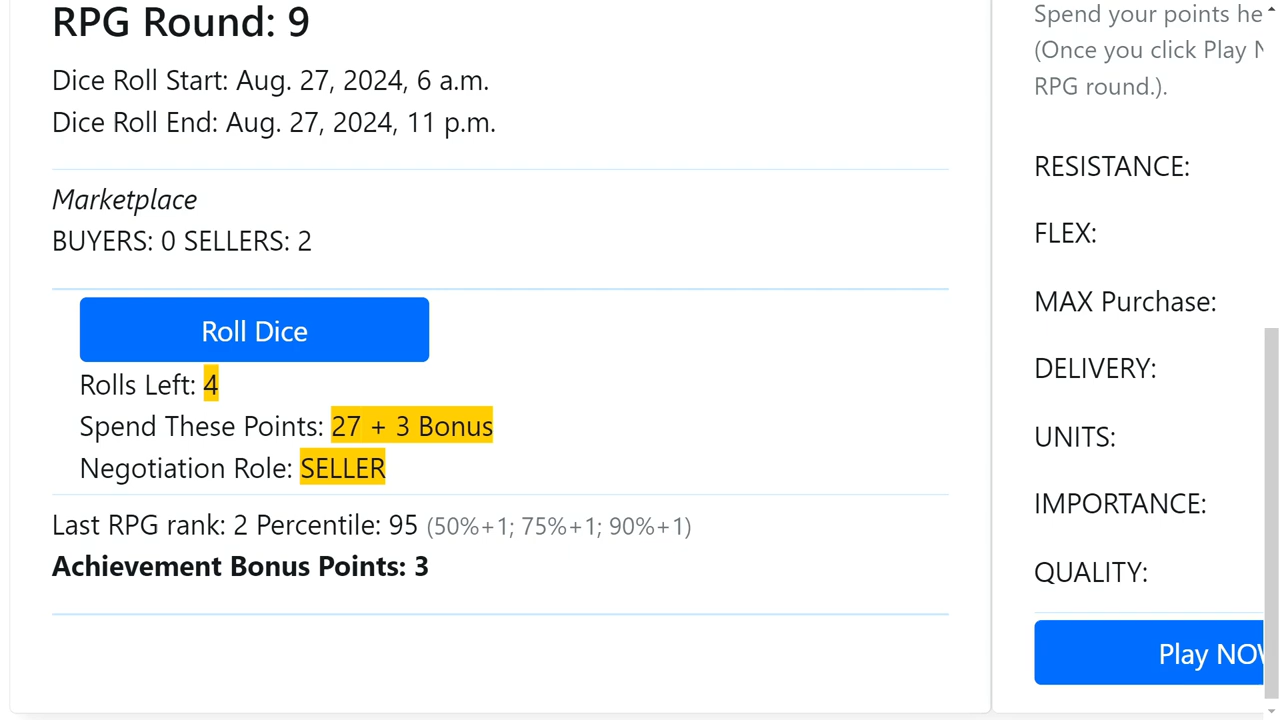 RPG Round: 9
Dice Roll Start: Aug. 27, 2024, 6 a.m.
Dice Roll End: Aug. 27, 2024, 11 p.m.
Marketplace
BUYERS: 0 SELLERS: 2
Roll Dice
Rolls Left: 4
Spend These Points: 27 + 3 Bonus
Negotiation Role: SELLER
Last RPG rank: 2 Percentile: 95 (50%+1; 75%+1; 90%+1)
Achievement Bonus Points: 3
Spend your points he
(Once you click Play N
RPG round.).
RESISTANCE:
FLEX:
MAX Purchase:
DELIVERY:
UNITS:
IMPORTANCE:
QUALITY:
Play NOW